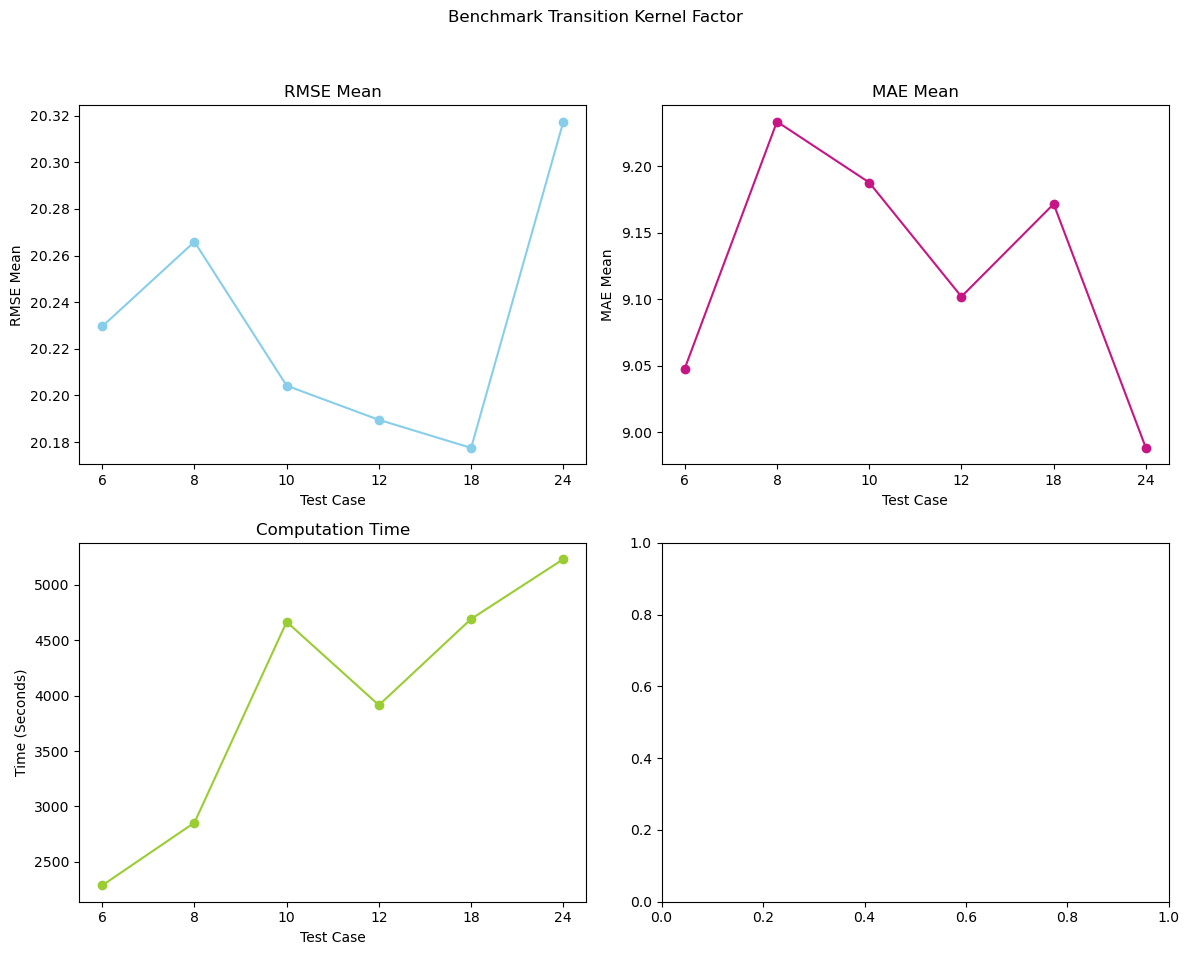 Benchmark Transition Kernel Factor
RMSE Mean
RMSE Mean
20.32
20.30
20.28
20.26
20.24
20.22
20.20
20.18
6 8 10 12 18 24
Test Case
MAE Mean
MAE Mean
9.20
9.15
9.10
9.05
9.00
6 8 10 12 18 24
Test Case
Computation Time
Time (Seconds)
5000
4500
4000
3500
3000
2500
6 8 10 12 18 24
Test Case
1.0
0.8
0.6
0.4
0.2
0.0
0.0 0.2 0.4 0.6 0.8 1.0